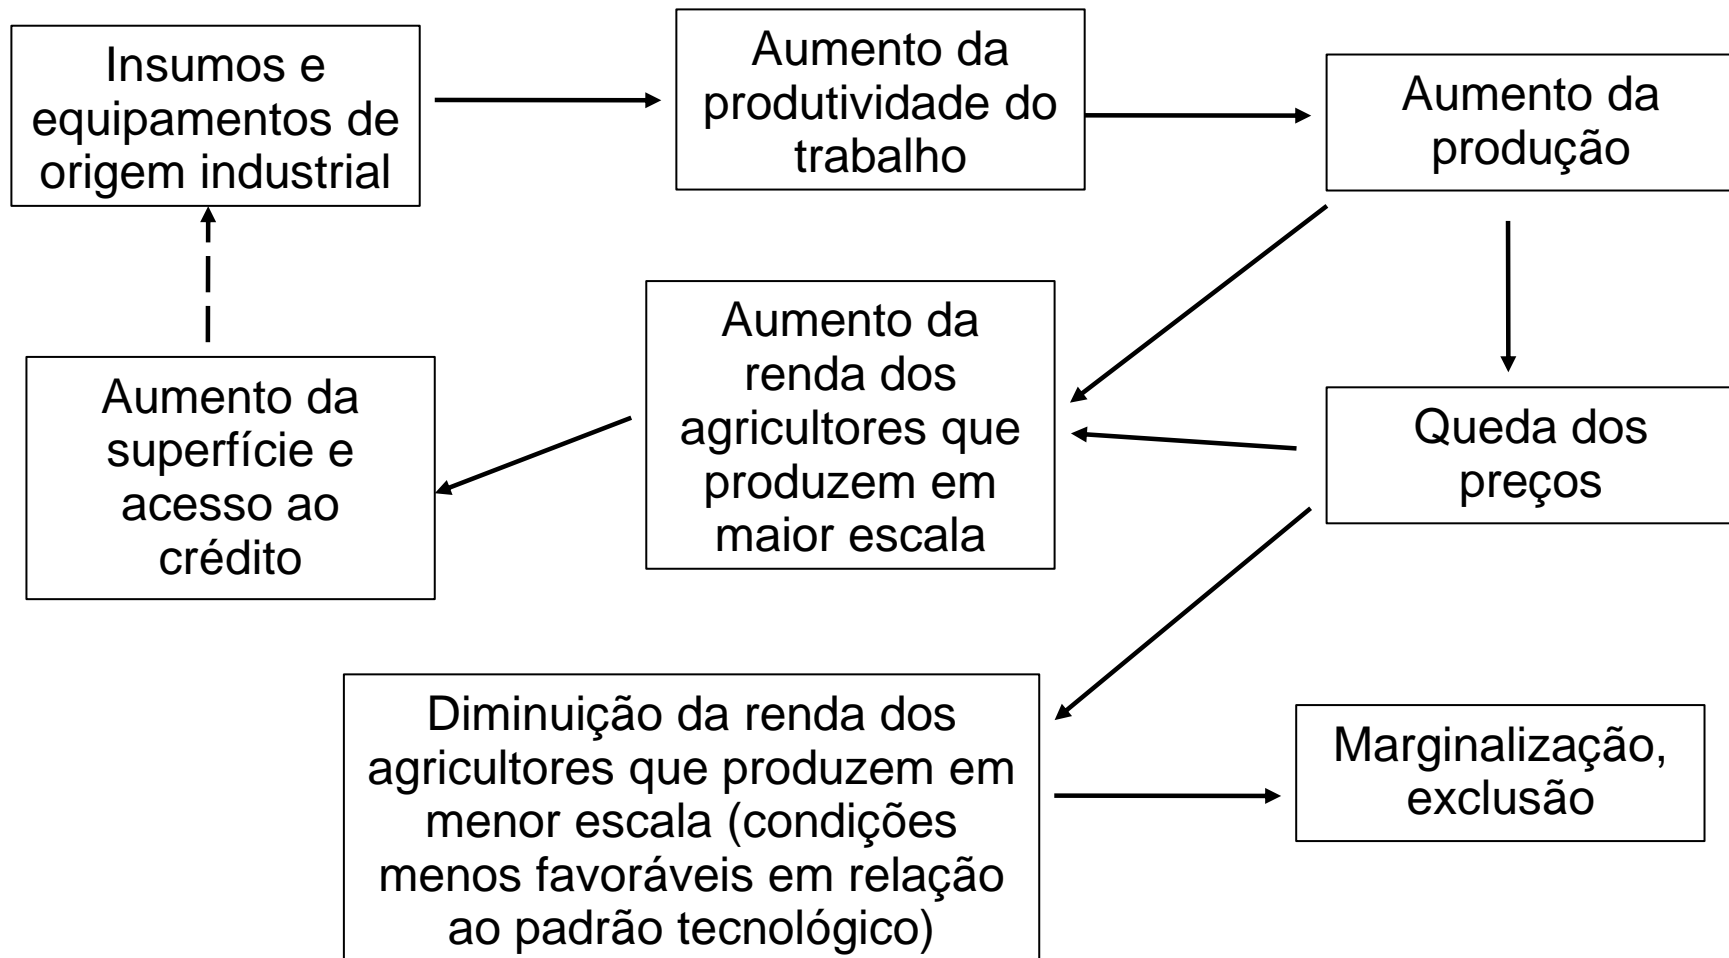 Insumos e
equipamentos de
origem industrial
Aumento da
produtividade do
trabalho
Aumento da
produção
Aumento da
superfície e
acesso ao
crédito
Aumento da
renda dos
agricultores que
produzem em
maior escala
Queda dos
preços
Diminuição da renda dos
agricultores que produzem em
menor escala (condições
menos favoráveis em relação
ao padrão tecnológico)
Marginalização,
exclusão